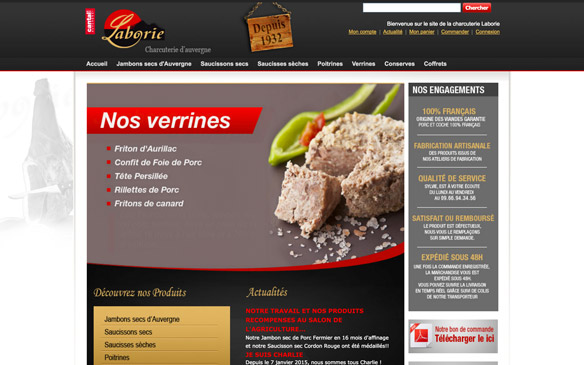 cantal
Laborie
Charcuterie d'auvergne
Depuis
1932
Chercher
Bienvenue sur le site de la charcuterie Laborie
Mon compte | Actualité | Mon panier | Commander | Connexion
Accueil Jambons secs d'Auvergne Saucissons secs Saucisses sèches Poitrines Verrines Conserves Coffrets
Nos verrines
Friton d'Aurillac
Confit de Foie de Porc
Tête Persillée
Rillettes de Porc
Fritons de canard
NOS ENGAGEMENTS
100% FRANCAIS
ORIGINE DES VIANDES GARANTIE
PORC ET COCHE 100% FRANÇAIS
FABRICATION ARTISANALE
DES PRODUITS ISSUS DE
NOS ATELIERS DE FABRICATION
QUALITÉ DE SERVICE
SYLVIE, EST À VOTRE ÉCOUTE
DU LUNDI AU VENDREDI
AU 09.66.94.34.56
SATISFAIT OU REMBOURSÉ
LE PRODUIT EST DÉFECTUEUX,
NOUS VOUS LE REMPLAÇONS
SUR SIMPLE DEMANDE.
EXPÉDIÉ SOUS 48H
UNE FOIS LA COMMANDE ENREGISTRÉE,
LA MARCHANDISE VOUS EST
EXPÉDIÉ SOUS 48H.
VOUS POUVEZ SUIVRE LA LIVRAISON
EN TEMPS RÉEL GRÂCE SUIVI DE COLIS
DE NOTRE TRANSPORTEUR
Découvrez nos Produits
Jambons secs d'Auvergne
Saucissons secs
Saucisses sèches
Poitrines
Actualités
NOTRE TRAVAIL ET NOS PRODUITS
RECOMPENSES AU SALON DE
L'AGRICULTURE...
Notre Jambon sec de Porc Fermier en 16 mois d'affinage
et notre Saucisson sec Cordon Rouge ont été médaillés!!
JE SUIS CHARLIE
Depuis le 7 janvier 2015, nous sommes tous Charlie !
Notre bon de commande
Télécharger le ici